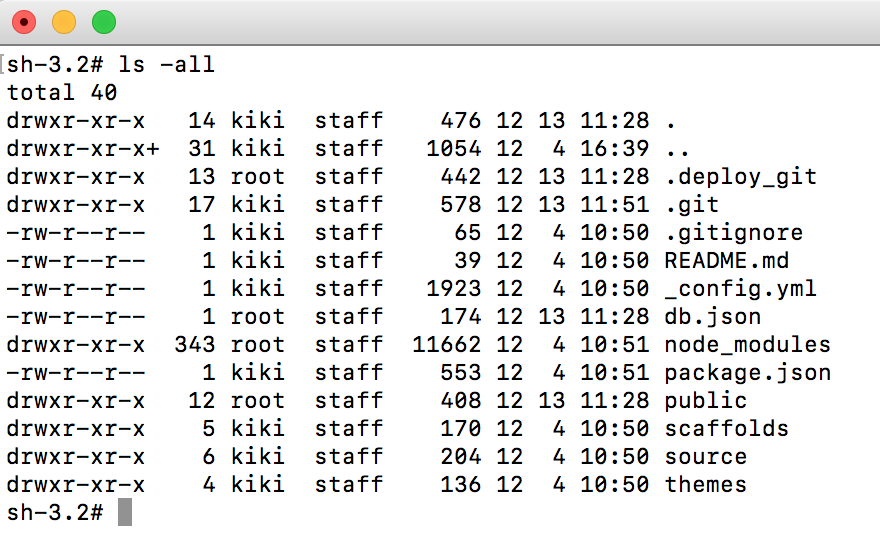 sh-3.2# ls -all
total 40
drwxr-xr-x   14 kiki  staff    476 12 13 11:28 .
drwxr-xr-x+  31 kiki  staff   1054 12  4 16:39 ..
drwxr-xr-x   13 root  staff    442 12 13 11:28 .deploy_git
drwxr-xr-x   17 kiki  staff    578 12 13 11:51 .git
-rw-r--r--    1 kiki  staff     65 12  4 10:50 .gitignore
-rw-r--r--    1 kiki  staff     39 12  4 10:50 README.md
-rw-r--r--    1 kiki  staff   1923 12  4 10:50 _config.yml
-rw-r--r--    1 root  staff    174 12 13 11:28 db.json
drwxr-xr-x  343 root  staff  11662 12  4 10:51 node_modules
-rw-r--r--    1 kiki  staff    553 12  4 10:51 package.json
drwxr-xr-x   12 root  staff    408 12 13 11:28 public
drwxr-xr-x    5 kiki  staff    170 12  4 10:50 scaffolds
drwxr-xr-x    6 kiki  staff    204 12  4 10:50 source
drwxr-xr-x    4 kiki  staff    136 12  4 10:50 themes
sh-3.2#